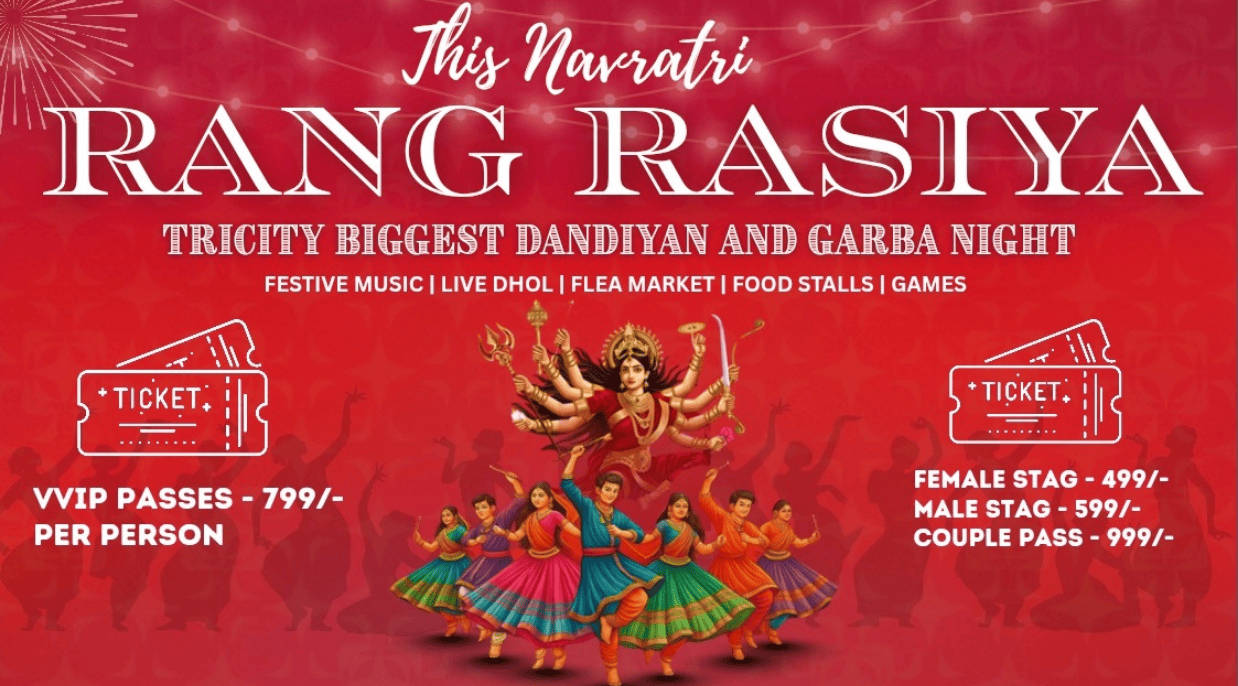 This Navratri
RANG RASIYA
TRICITY BIGGEST DANDIYAN AND GARBA NIGHT
FESTIVE MUSIC | LIVE DHOL | FLEA MARKET | FOOD STALLS | GAMES
TICKET
VVIP PASSES - 799/-
PER PERSON
TICKET
FEMALE STAG - 499/-
MALE STAG - 599/-
COUPLE PASS - 999/-